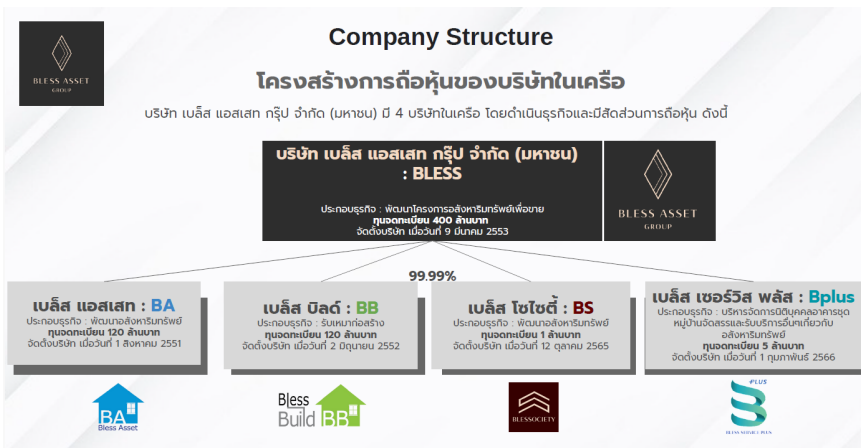 BLESS ASSET
GROUP
Company Structure
โครงสร้างการถือหุ้นของบริษัทในเครือ
บริษัท เบล็ส แอสเสท กรุ๊ป จำกัด (มหาชน) มี 4 บริษัทในเครือ โดยดำเนินธุรกิจและมีสัดส่วนการถือหุ้น ดังนี้
บริษัท เบล็ส แอสเสท กรุ๊ป จำกัด (มหาชน)
: BLESS
ประกอบธุรกิจ : พัฒนาโครงการอสังหาริมทรัพย์เพื่อขาย
ทุนจดทะเบียน 400 ล้านบาท
จัดตั้งบริษัท เมื่อวันที่ 9 มีนาคม 2553
BLESS ASSET
GROUP
99.99%
เบล็ส แอสเสท : BA
ประกอบธุรกิจ : พัฒนาอสังหาริมทรัพย์
ทุนจดทะเบียน 120 ล้านบาท
จัดตั้งบริษัท เมื่อวันที่ 1 สิงหาคม 2551
BA
Bless Asset
เบล็ส บิลด์ : BB
ประกอบธุรกิจ : รับเหมาก่อสร้าง
ทุนจดทะเบียน 120 ล้านบาท
จัดตั้งบริษัท เมื่อวันที่ 2 มิถุนายน 2552
Bless
Build BB
เบล็ส โซไซตี้ : BS
ประกอบธุรกิจ : พัฒนาอสังหาริมทรัพย์
ทุนจดทะเบียน 1 ล้านบาท
จัดตั้งบริษัท เมื่อวันที่ 12 ตุลาคม 2565
BLESSOCIETY
เบล็ส เซอร์วิส พลัส : Bplus
ประกอบธุรกิจ : บริหารจัดการนิติบุคคลอาคารชุด
หมู่บ้านจัดสรรและรับบริการอื่นๆเกี่ยวกับ
อสังหาริมทรัพย์
ทุนจดทะเบียน 5 ล้านบาท
จัดตั้งบริษัท เมื่อวันที่ 1 กุมภาพันธ์ 2566
PLUS
BLESS SERVICE PLUS